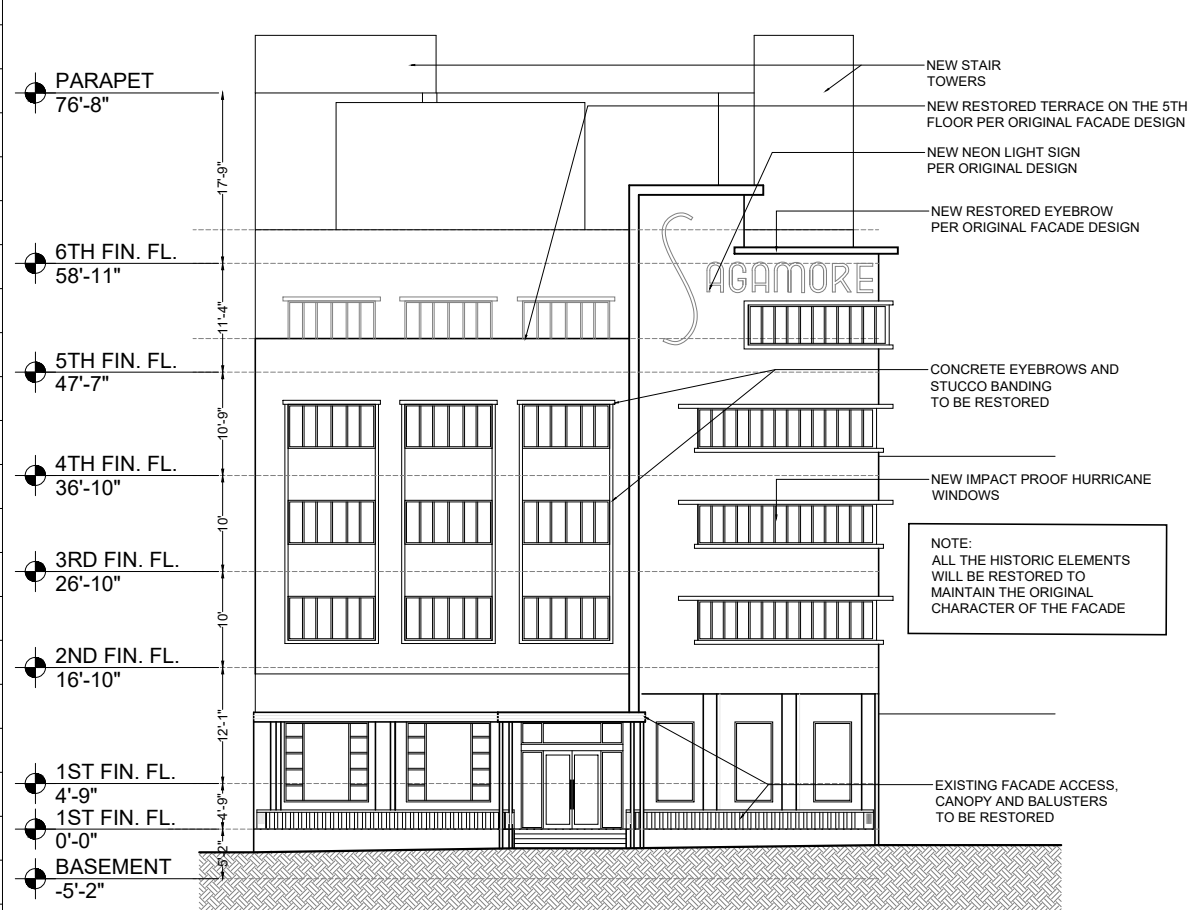 PARAPET
76'-8"
6TH FIN. FL.
58'-11"
5TH FIN. FL.
47'-7"
4TH FIN. FL.
36'-10"
3RD FIN. FL.
26'-10"
2ND FIN. FL.
16'-10"
1ST FIN. FL.
4'-9"
1ST FIN. FL.
0'-0"
BASEMENT
-5'-2"
17'-9"
11'-4"
10'-9"
10'
10'
12'-1"
4'-9"
5'-2"
SAGAMORE
NEW STAIR
TOWERS
NEW RESTORED TERRACE ON THE 5TH
FLOOR PER ORIGINAL FACADE DESIGN
NEW NEON LIGHT SIGN
PER ORIGINAL DESIGN
NEW RESTORED EYEBROW
PER ORIGINAL FACADE DESIGN
CONCRETE EYEBROWS AND
STUCCO BANDING
TO BE RESTORED
NEW IMPACT PROOF HURRICANE
WINDOWS
NOTE:
ALL THE HISTORIC ELEMENTS
WILL BE RESTORED TO
MAINTAIN THE ORIGINAL
CHARACTER OF THE FACADE
EXISTING FACADE ACCESS,
CANOPY AND BALUSTERS
TO BE RESTORED